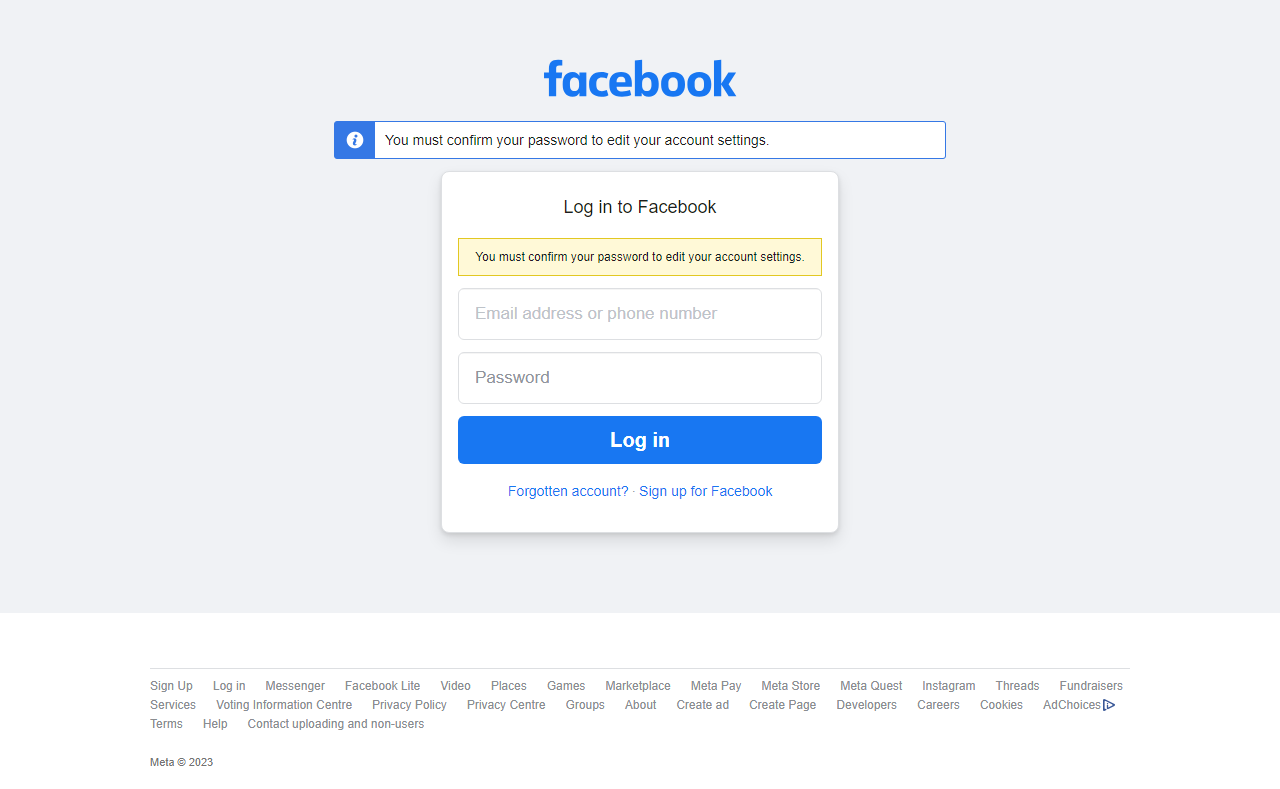 facebook
You must confirm your password to edit your account settings.
Log in to Facebook
You must confirm your password to edit your account settings.
Email address or phone number
Password
Log in
Forgotten account? · Sign up for Facebook
Sign Up Log in Messenger Facebook Lite Video Places Games Marketplace Meta Pay Meta Store Meta Quest Instagram Threads Fundraisers
Services Voting Information Centre Privacy Policy Privacy Centre Groups About Create ad Create Page Developers Careers Cookies AdChoices
Terms Help Contact uploading and non-users
Meta © 2023